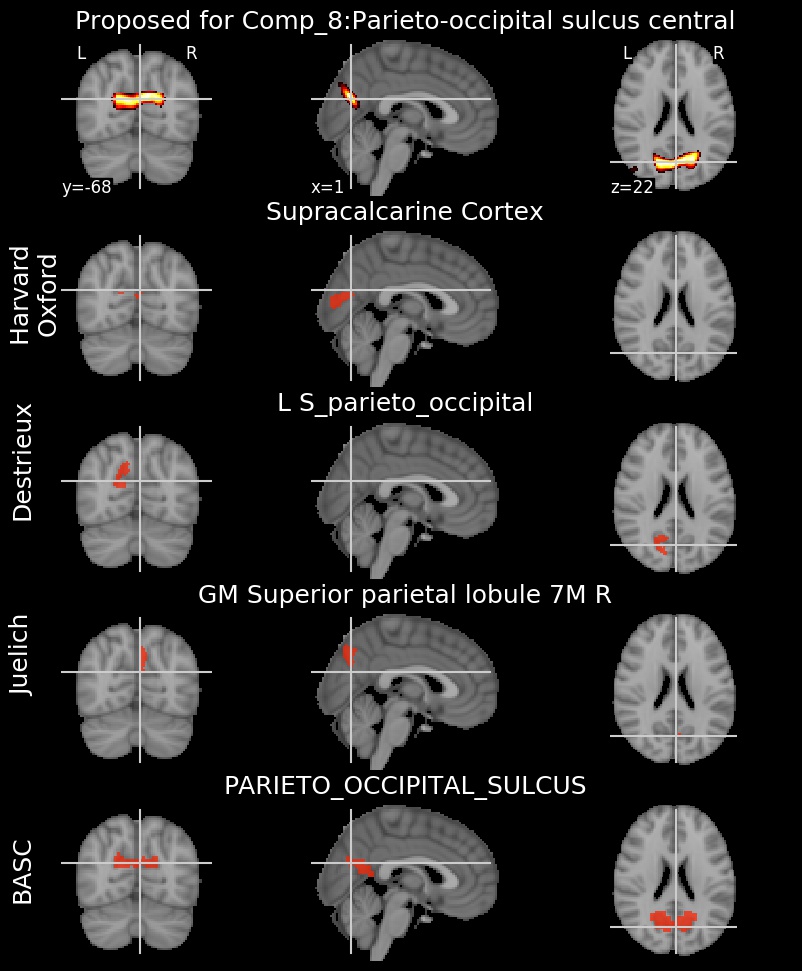 Proposed for Comp_8:Parieto-occipital sulcus central
L R L R
y=-68 x=1 z=22
Supracalcarine Cortex
Harvard
Oxford
L S_parieto_occipital
Destrieux
GM Superior parietal lobule 7M R
Juelich
PARIETO_OCCIPITAL_SULCUS
BASC